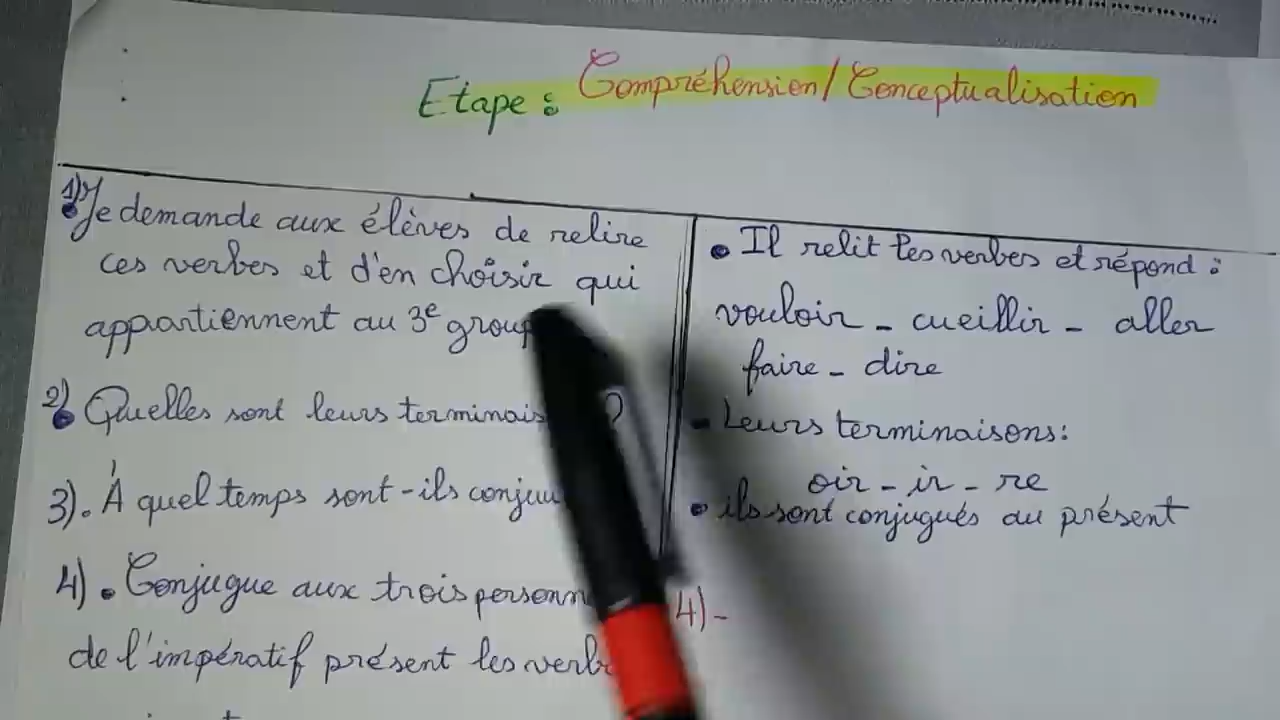 Etape : Compréhension / Conceptualisation
1) Je demande aux élèves de relire
ces verbes et d'en choisir qui
appartiennent au 3e group
2) Quelles sont leurs terminais ?
3). À quel temps sont-ils
4). Conjugue aux trois personn
de l'impératif présent les verb
• Il relit les verbes et répond :
vouloir - cueillir - aller
faire - dire
- Leurs terminaisons:
oir - ir - re
• ils sont conjugués au présent
4) -